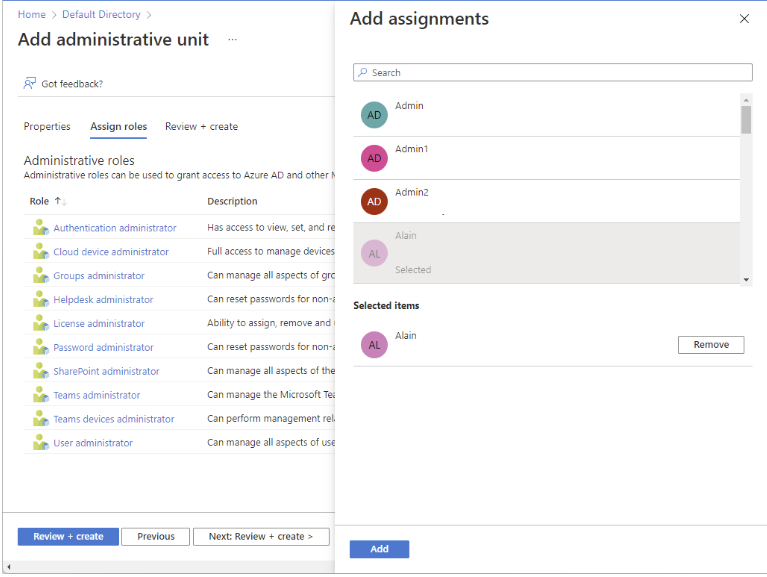 Home > Default Directory >
Add administrative unit ...
Got feedback?
Properties Assign roles Review + create
Administrative roles
Administrative roles can be used to grant access to Azure AD and other
Role ↑↓ Description
Authentication administrator Has access to view, set, and re
Cloud device administrator Full access to manage devices
Groups administrator Can manage all aspects of gro
Helpdesk administrator Can reset passwords for non-a
License administrator Ability to assign, remove and
Password administrator Can reset passwords for non-a
SharePoint administrator Can manage all aspects of the
Teams administrator Can manage the Microsoft Tea
Teams devices administrator Can perform management rela
User administrator Can manage all aspects of use
Review + create Previous Next: Review + create >
Add assignments
Search
AD Admin
AD Admin1
AD Admin2
AL Alain
Selected
Selected items
AL Alain Remove
Add